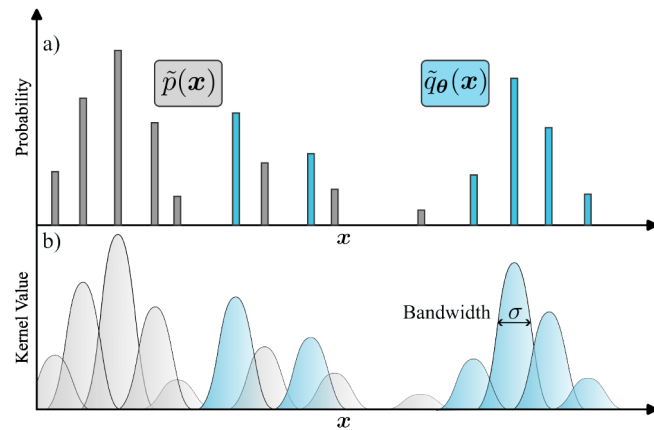 a)
p̃(x)
q̃θ(x)
Probability
x
b)
Kernel Value
Bandwidth
σ
x